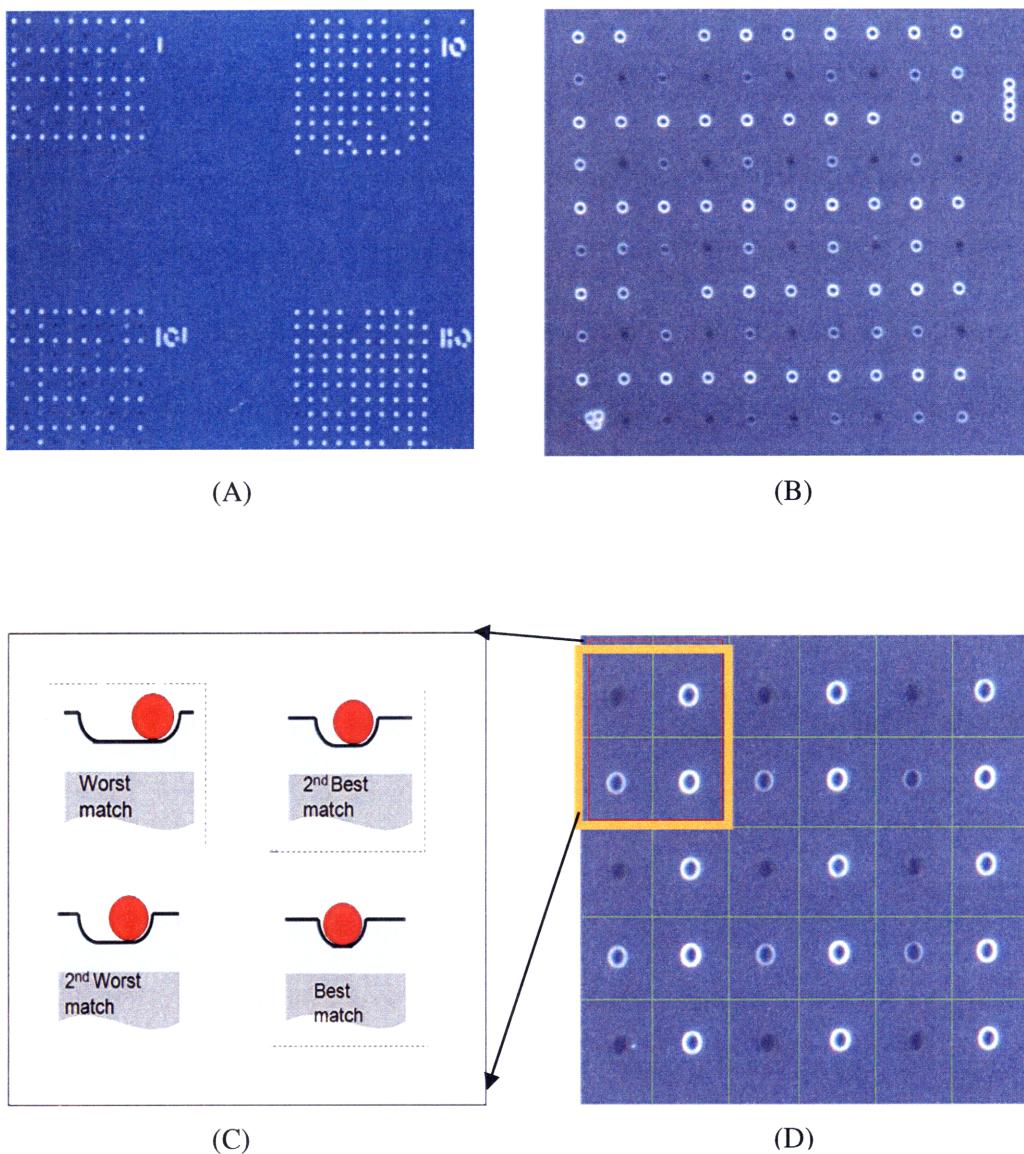 1
10
101
110
(A)
(B)
Worst
match
2nd Best
match
2nd Worst
match
Best
match
(C)
(D)